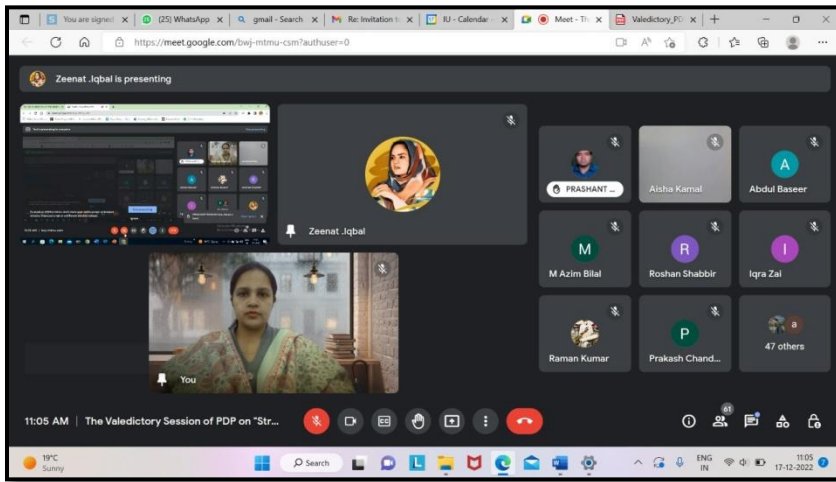 You are signed
(25) WhatsApp
gmail - Search
Re: Invitation t
IU - Calendar -
Meet - Th
Valedictory_PD
https://meet.google.com/bwj-mtmu-csm?authuser=0
Zeenat .Iqbal is presenting
Zeenat .Iqbal
You
PRASHANT ...
Aisha Kamal
A
Abdul Baseer
M
M Azim Bilal
R
Roshan Shabbir
I
Iqra Zai
Raman Kumar
P
Prakash Chand...
a
47 others
11:05 AM | The Valedictory Session of PDP on "Str...
61
19°C
Sunny
Search
ENG
IN
11:05
17-12-2022